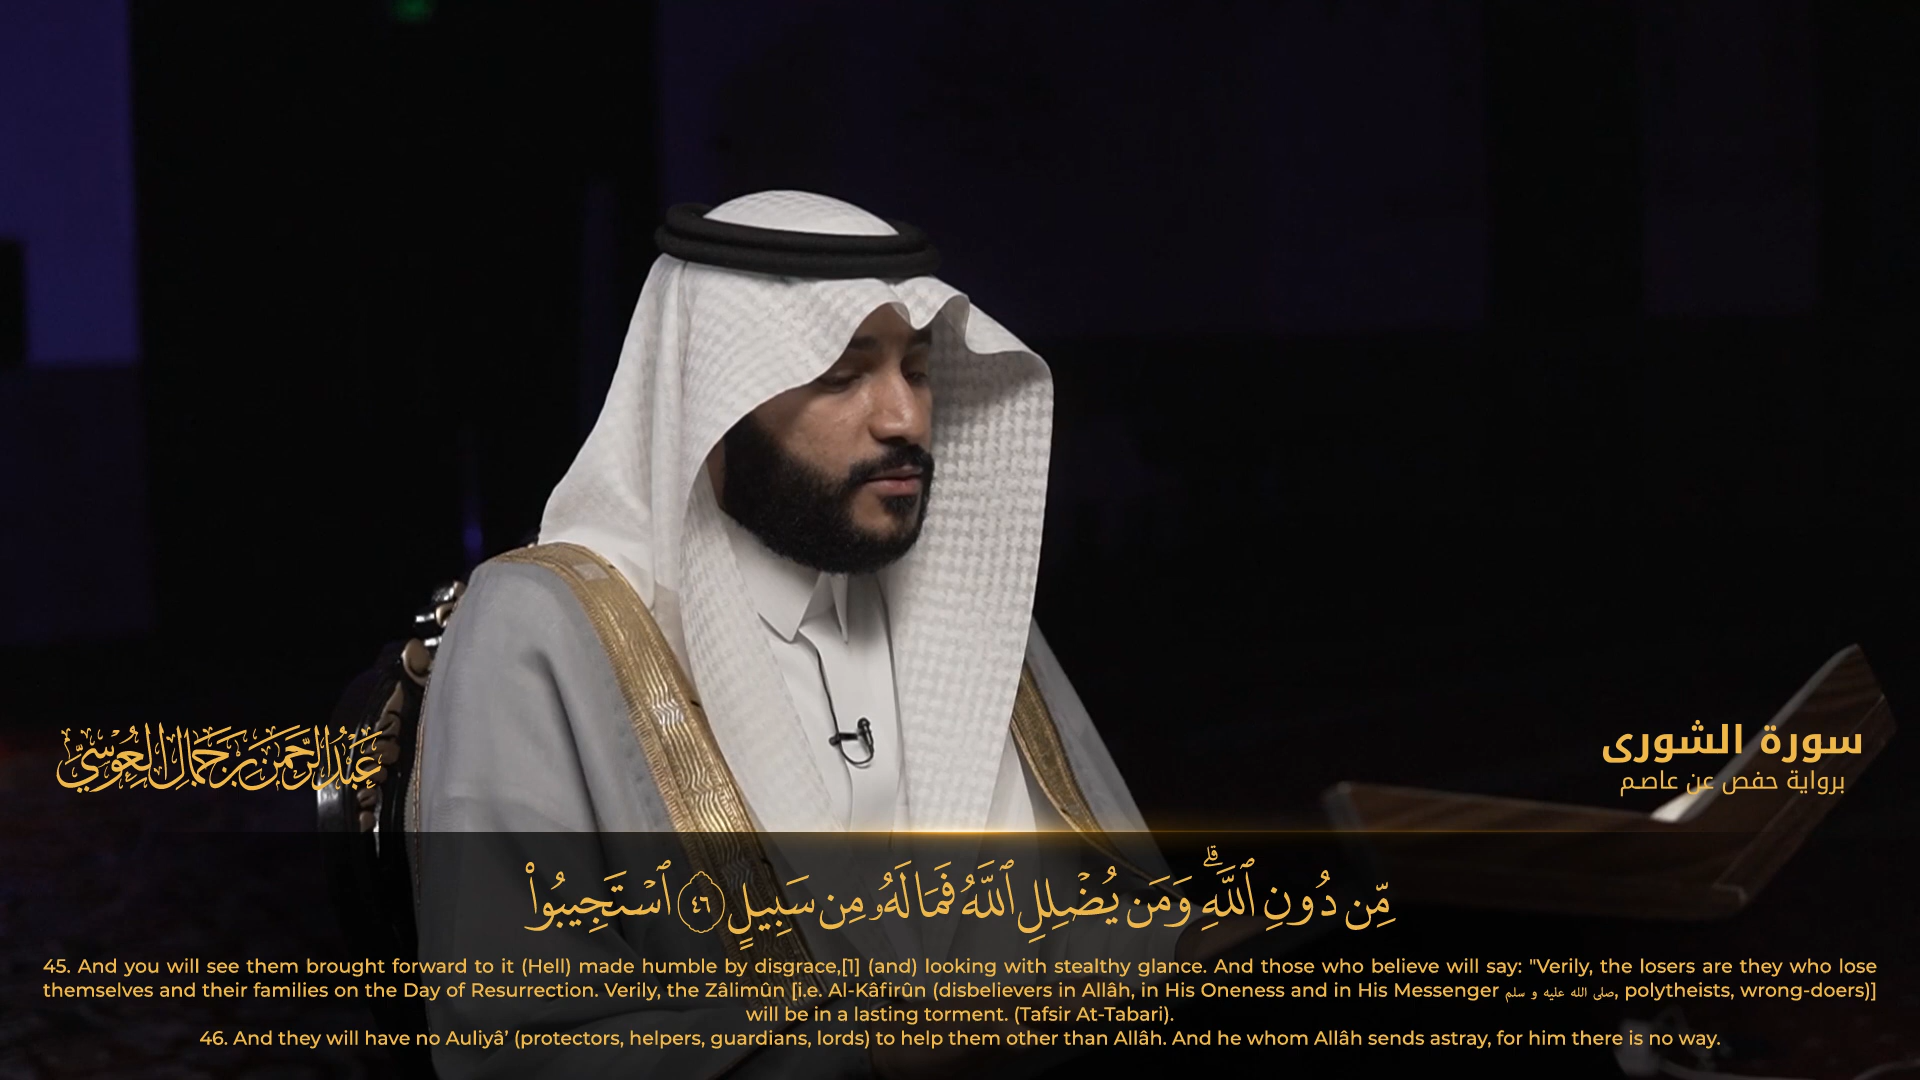 عَبْدُالرَّحْمَن بْن جَمَال العُوسِيّ
سورة الشورى
برواية حفص عن عاصم
مِّن دُونِ ٱللَّهِۗ وَمَن يُضْلِلِ ٱللَّهُ فَمَا لَهُۥ مِن سَبِيلٍ ٤٦ ٱسْتَجِيبُوا۟
45. And you will see them brought forward to it (Hell) made humble by disgrace,[1] (and) looking with stealthy glance. And those who believe will say: "Verily, the losers are they who lose
themselves and their families on the Day of Resurrection. Verily, the Zâlimûn [i.e. Al-Kâfirûn (disbelievers in Allâh, in His Oneness and in His Messenger صلى الله عليه و سلم, polytheists, wrong-doers)]
will be in a lasting torment. (Tafsir At-Tabari).
46. And they will have no Auliyâ’ (protectors, helpers, guardians, lords) to help them other than Allâh. And he whom Allâh sends astray, for him there is no way.